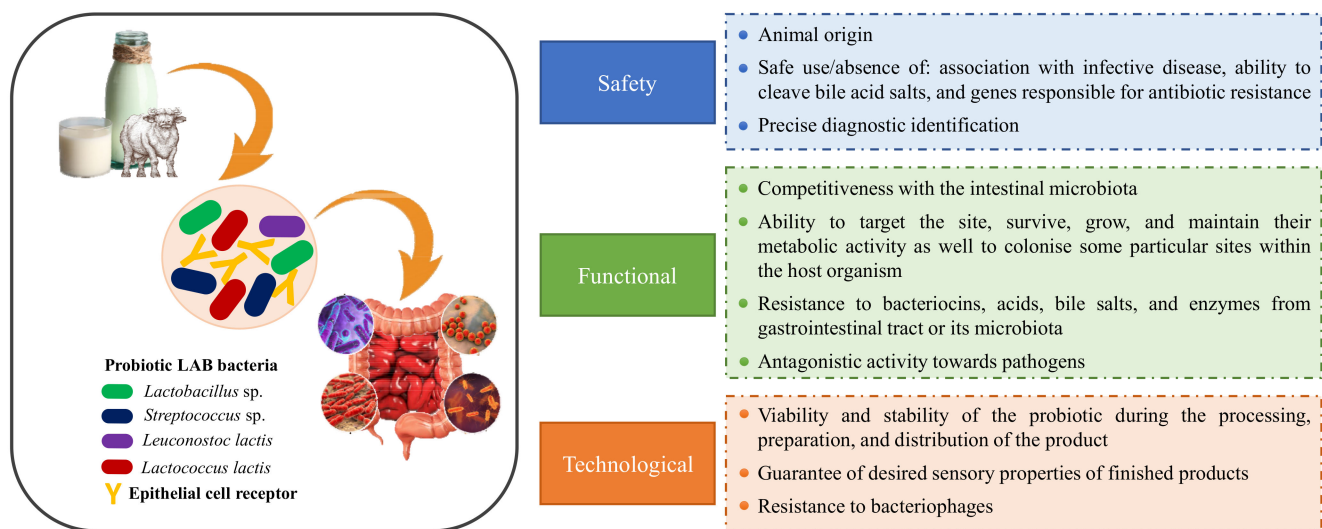 Probiotic LAB bacteria
Lactobacillus sp.
Streptococcus sp.
Leuconostoc lactis
Lactococcus lactis
Epithelial cell receptor
Safety
Animal origin
Safe use/absence of: association with infective disease, ability to
cleave bile acid salts, and genes responsible for antibiotic resistance
Precise diagnostic identification
Functional
Competitiveness with the intestinal microbiota
Ability to target the site, survive, grow, and maintain their
metabolic activity as well to colonise some particular sites within
the host organism
Resistance to bacteriocins, acids, bile salts, and enzymes from
gastrointestinal tract or its microbiota
Antagonistic activity towards pathogens
Technological
Viability and stability of the probiotic during the processing,
preparation, and distribution of the product
Guarantee of desired sensory properties of finished products
Resistance to bacteriophages